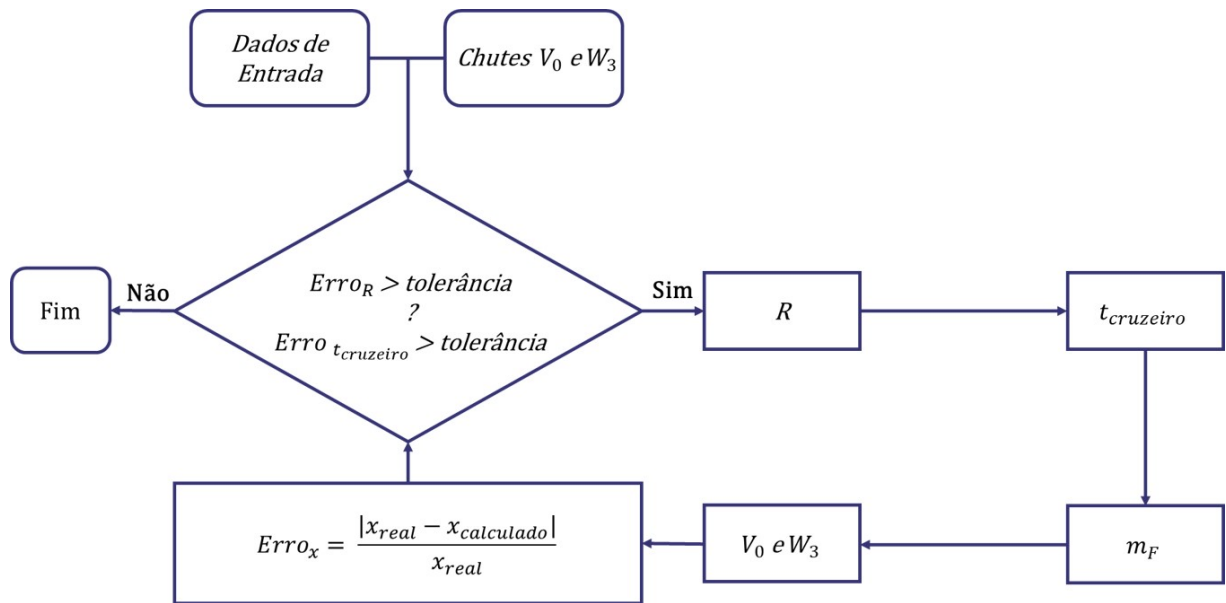 Dados de
Entrada
Chutes V₀ e W₃
Erro_R > tolerância
?
Erro t_cruzeiro > tolerância
Não
Fim
Sim
R
t_cruzeiro
m_F
V₀ e W₃
Erro_x = |x_real − x_calculado| / x_real